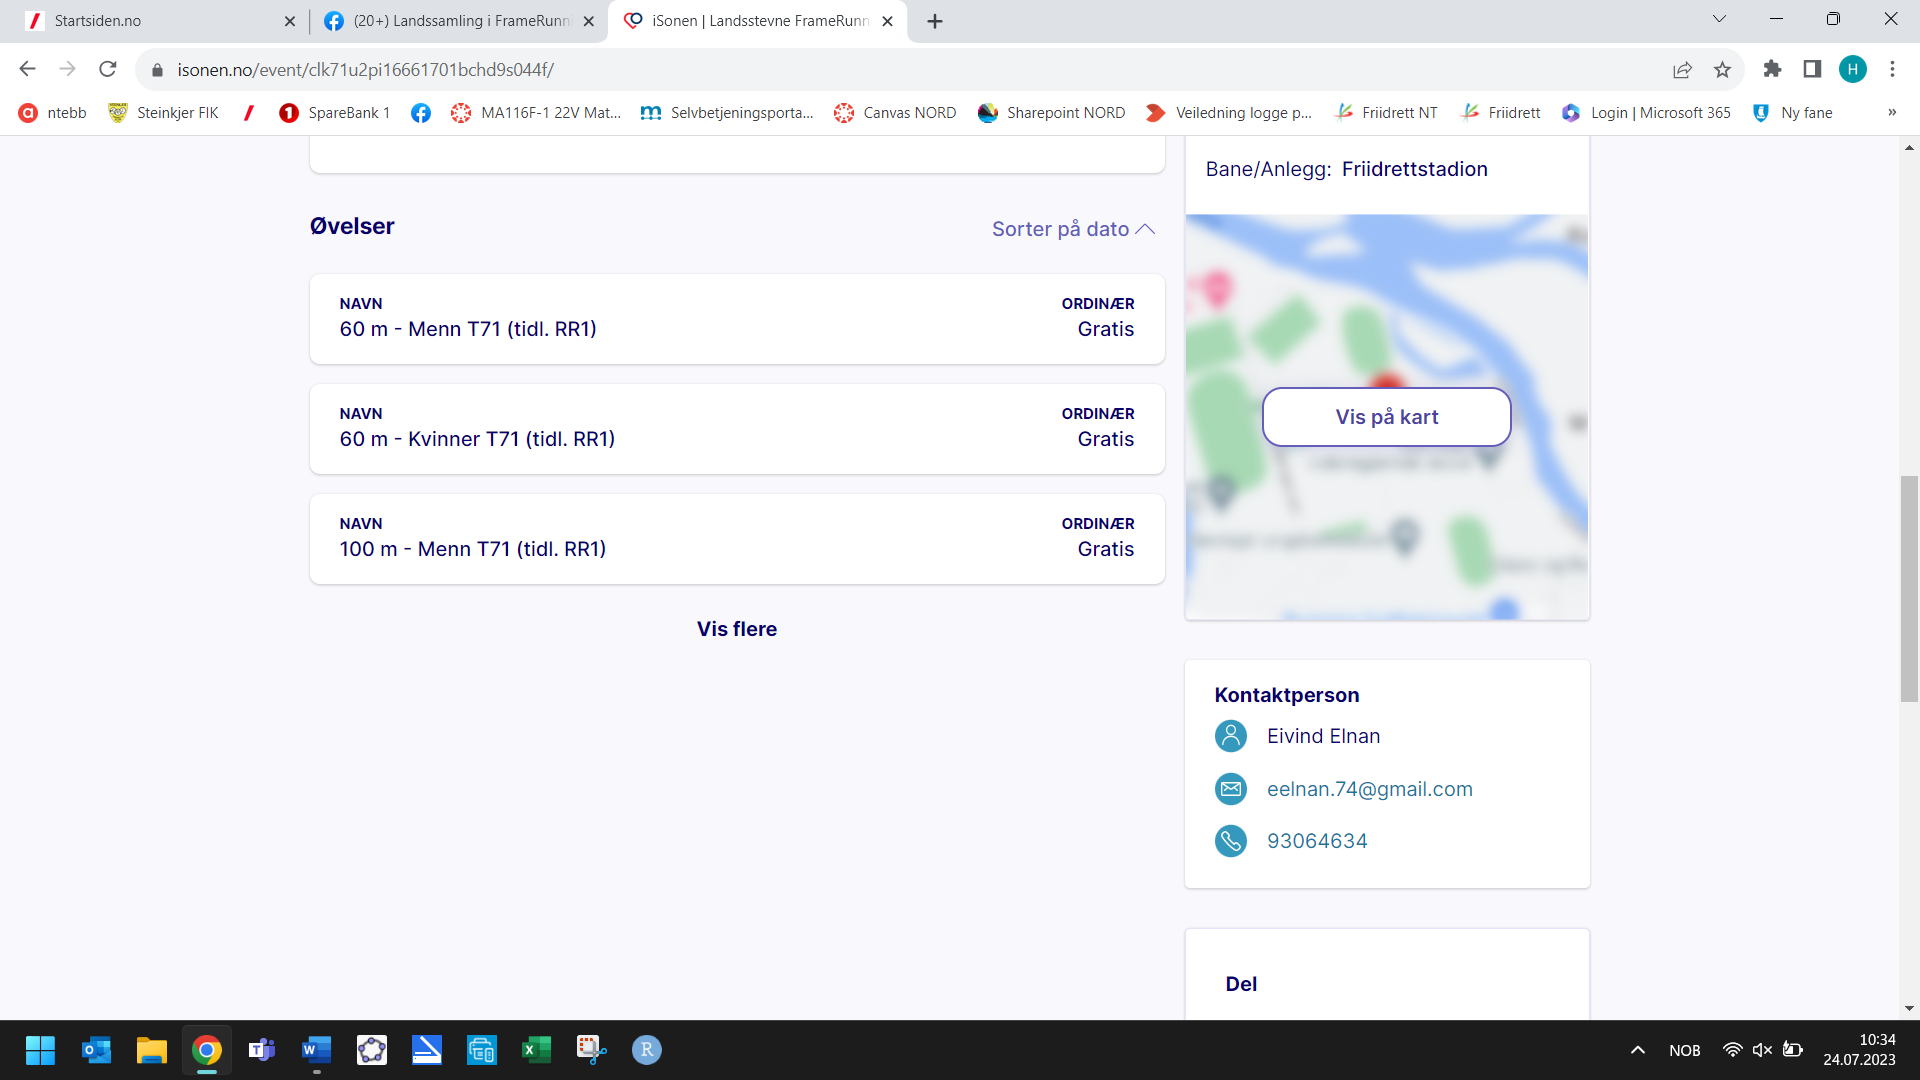 Startsiden.no
(20+) Landssamling i FrameRunn
iSonen | Landsstevne FrameRunn
isonen.no/event/clk71u2pi16661701bchd9s044f/
H
ntebb
Steinkjer FIK
SpareBank 1
MA116F-1 22V Mat...
Selvbetjeningsporta...
Canvas NORD
Sharepoint NORD
Veiledning logge p...
Friidrett NT
Friidrett
Login | Microsoft 365
Ny fane
»
Bane/Anlegg: Friidrettstadion
Øvelser
Sorter på dato
NAVN
ORDINÆR
60 m - Menn T71 (tidl. RR1)
Gratis
NAVN
ORDINÆR
60 m - Kvinner T71 (tidl. RR1)
Gratis
NAVN
ORDINÆR
100 m - Menn T71 (tidl. RR1)
Gratis
Vis flere
Vis på kart
Kontaktperson
Eivind Elnan
eelnan.74@gmail.com
93064634
Del
NOB
10:34
24.07.2023